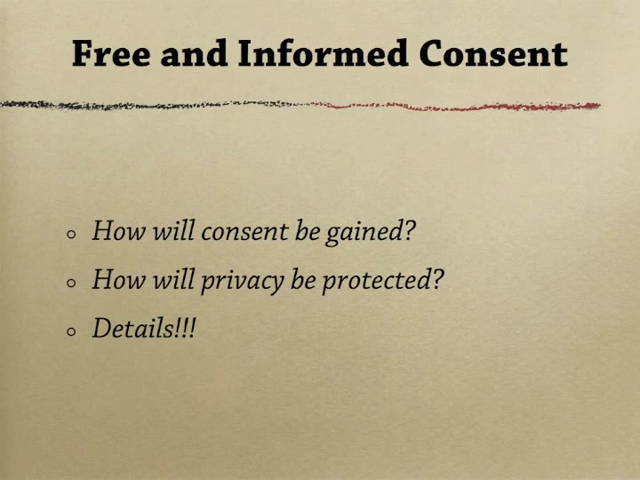 Free and Informed Consent
How will consent be gained?
How will privacy be protected?
Details!!!